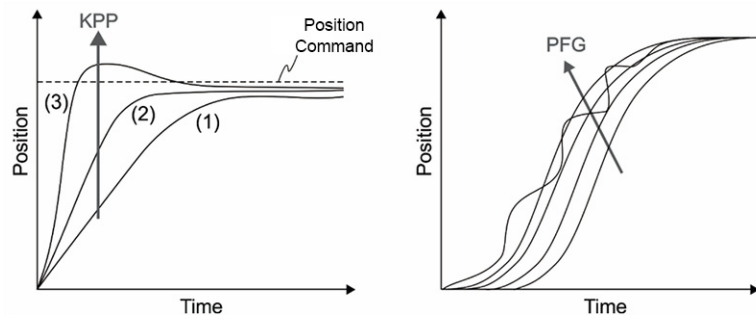 KPP
Position
Command
(3)
(2)
(1)
Position
Time
PFG
Position
Time